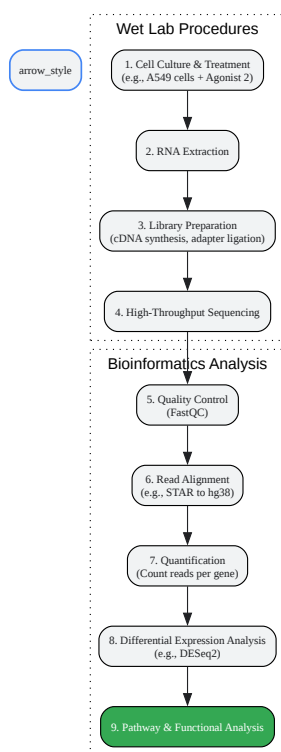 Wet Lab Procedures
arrow_style
1. Cell Culture & Treatment
(e.g., A549 cells + Agonist 2)
2. RNA Extraction
3. Library Preparation
(cDNA synthesis, adapter ligation)
4. High-Throughput Sequencing
Bioinformatics Analysis
5. Quality Control
(FastQC)
6. Read Alignment
(e.g., STAR to hg38)
7. Quantification
(Count reads per gene)
8. Differential Expression Analysis
(e.g., DESeq2)
9. Pathway & Functional Analysis